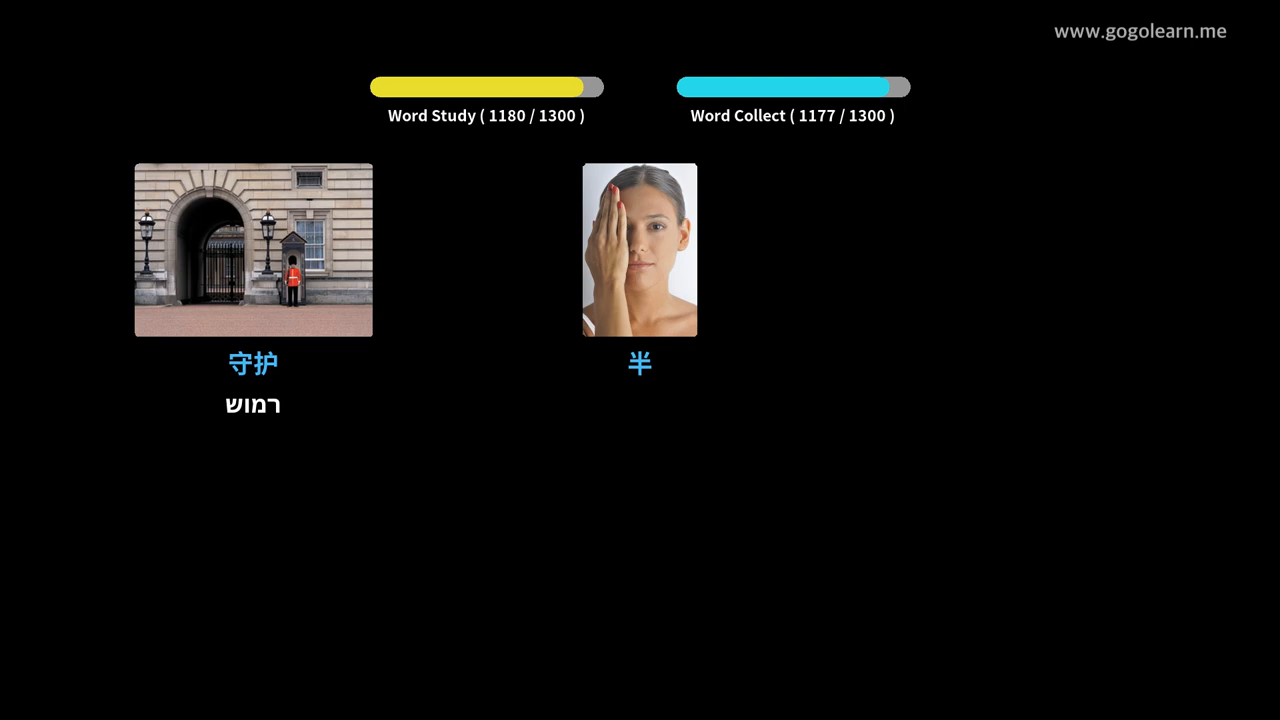 www.gogolearn.me
Word Study ( 1180 / 1300 )
Word Collect ( 1177 / 1300 )
守护
半
רמוש